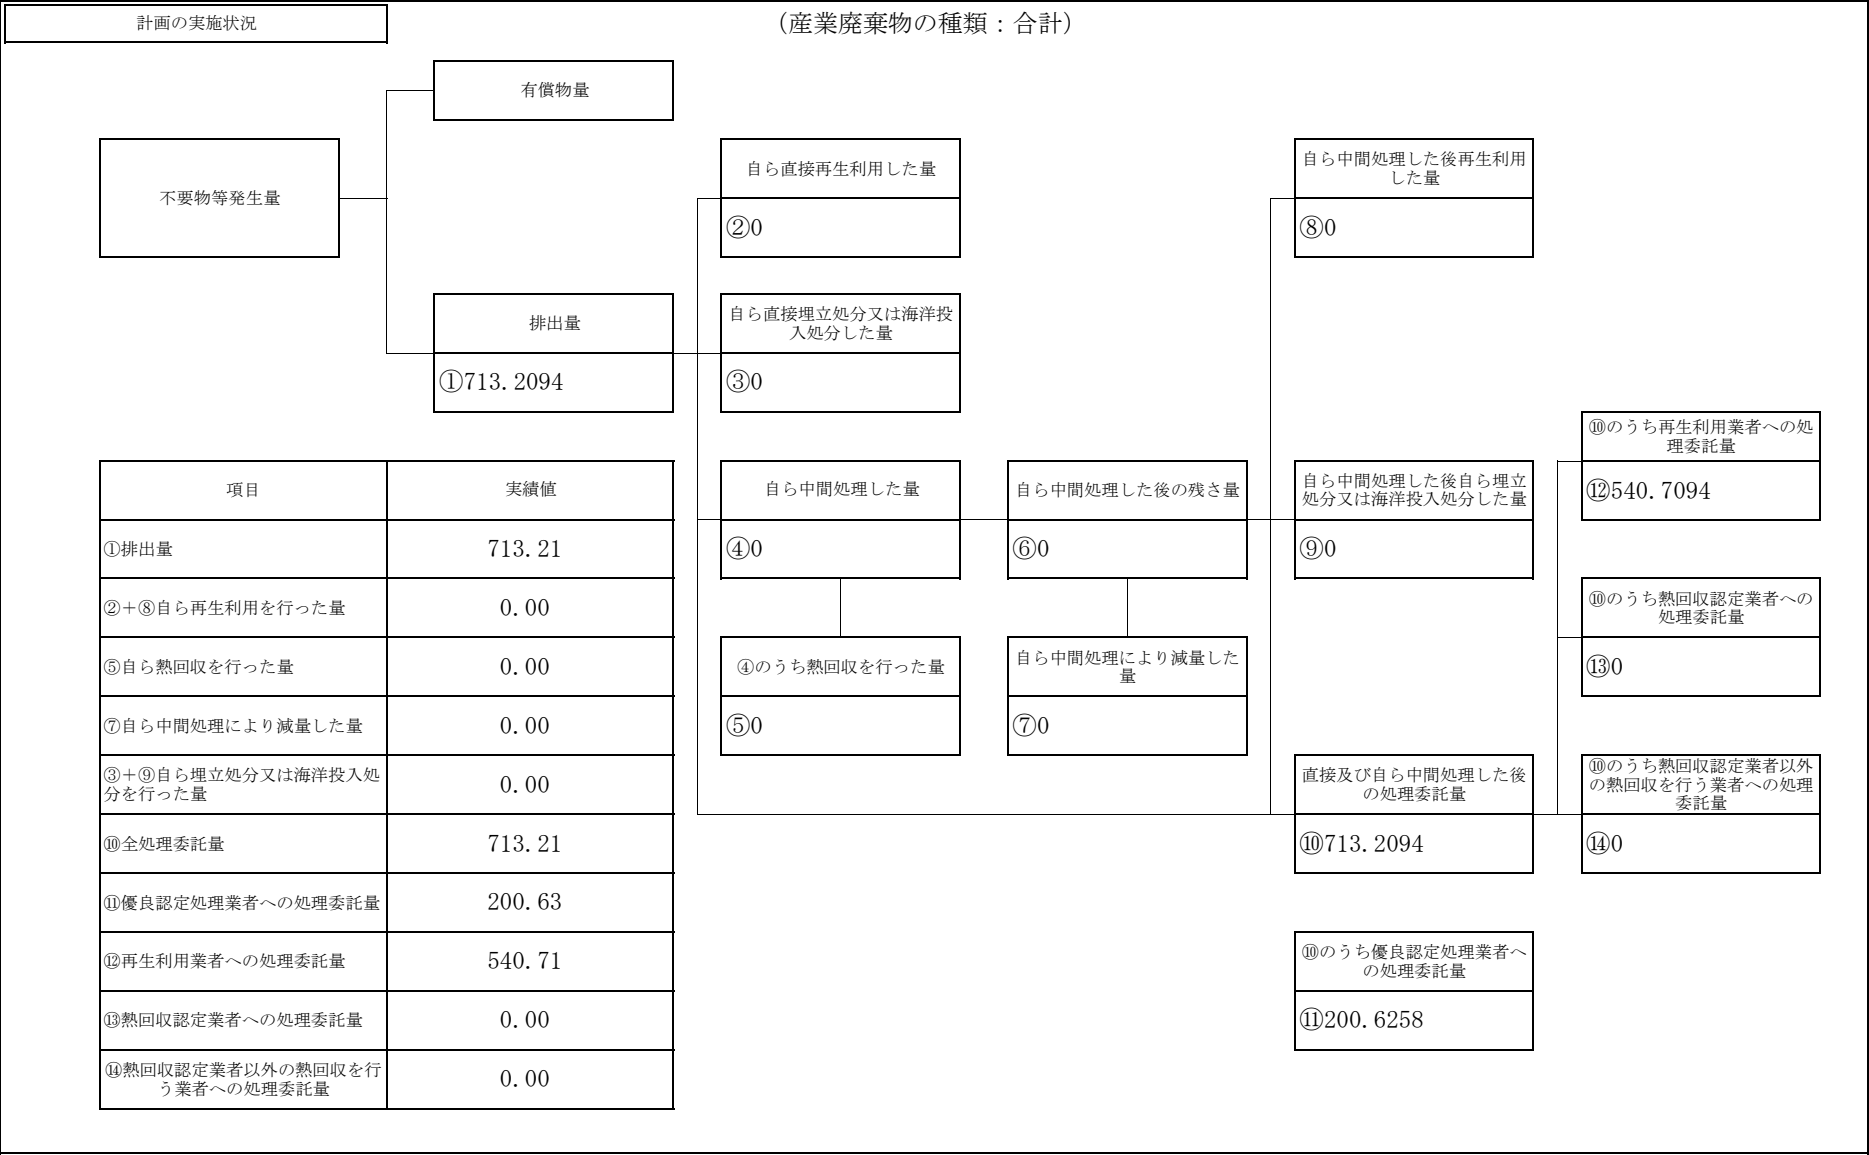 計画の実施状況
（産業廃棄物の種類：合計）
有償物量
不要物等発生量
自ら直接再生利用した量
②0
自ら中間処理した後再生利用
した量
⑧0
排出量
①713.2094
自ら直接埋立処分又は海洋投
入処分した量
③0
項目
実績値
①排出量
713.21
②＋⑧自ら再生利用を行った量
0.00
⑤自ら熱回収を行った量
0.00
⑦自ら中間処理により減量した量
0.00
③＋⑨自ら埋立処分又は海洋投入処
分を行った量
0.00
⑩全処理委託量
713.21
⑪優良認定処理業者への処理委託量
200.63
⑫再生利用業者への処理委託量
540.71
⑬熱回収認定業者への処理委託量
0.00
⑭熱回収認定業者以外の熱回収を行
う業者への処理委託量
0.00
自ら中間処理した量
④0
自ら中間処理した後の残さ量
⑥0
自ら中間処理した後自ら埋立
処分又は海洋投入処分した量
⑨0
④のうち熱回収を行った量
⑤0
自ら中間処理により減量した
量
⑦0
直接及び自ら中間処理した後
の処理委託量
⑩713.2094
⑩のうち優良認定処理業者へ
の処理委託量
⑪200.6258
⑩のうち再生利用業者への処
理委託量
⑫540.7094
⑩のうち熱回収認定業者への
処理委託量
⑬0
⑩のうち熱回収認定業者以外
の熱回収を行う業者への処理
委託量
⑭0